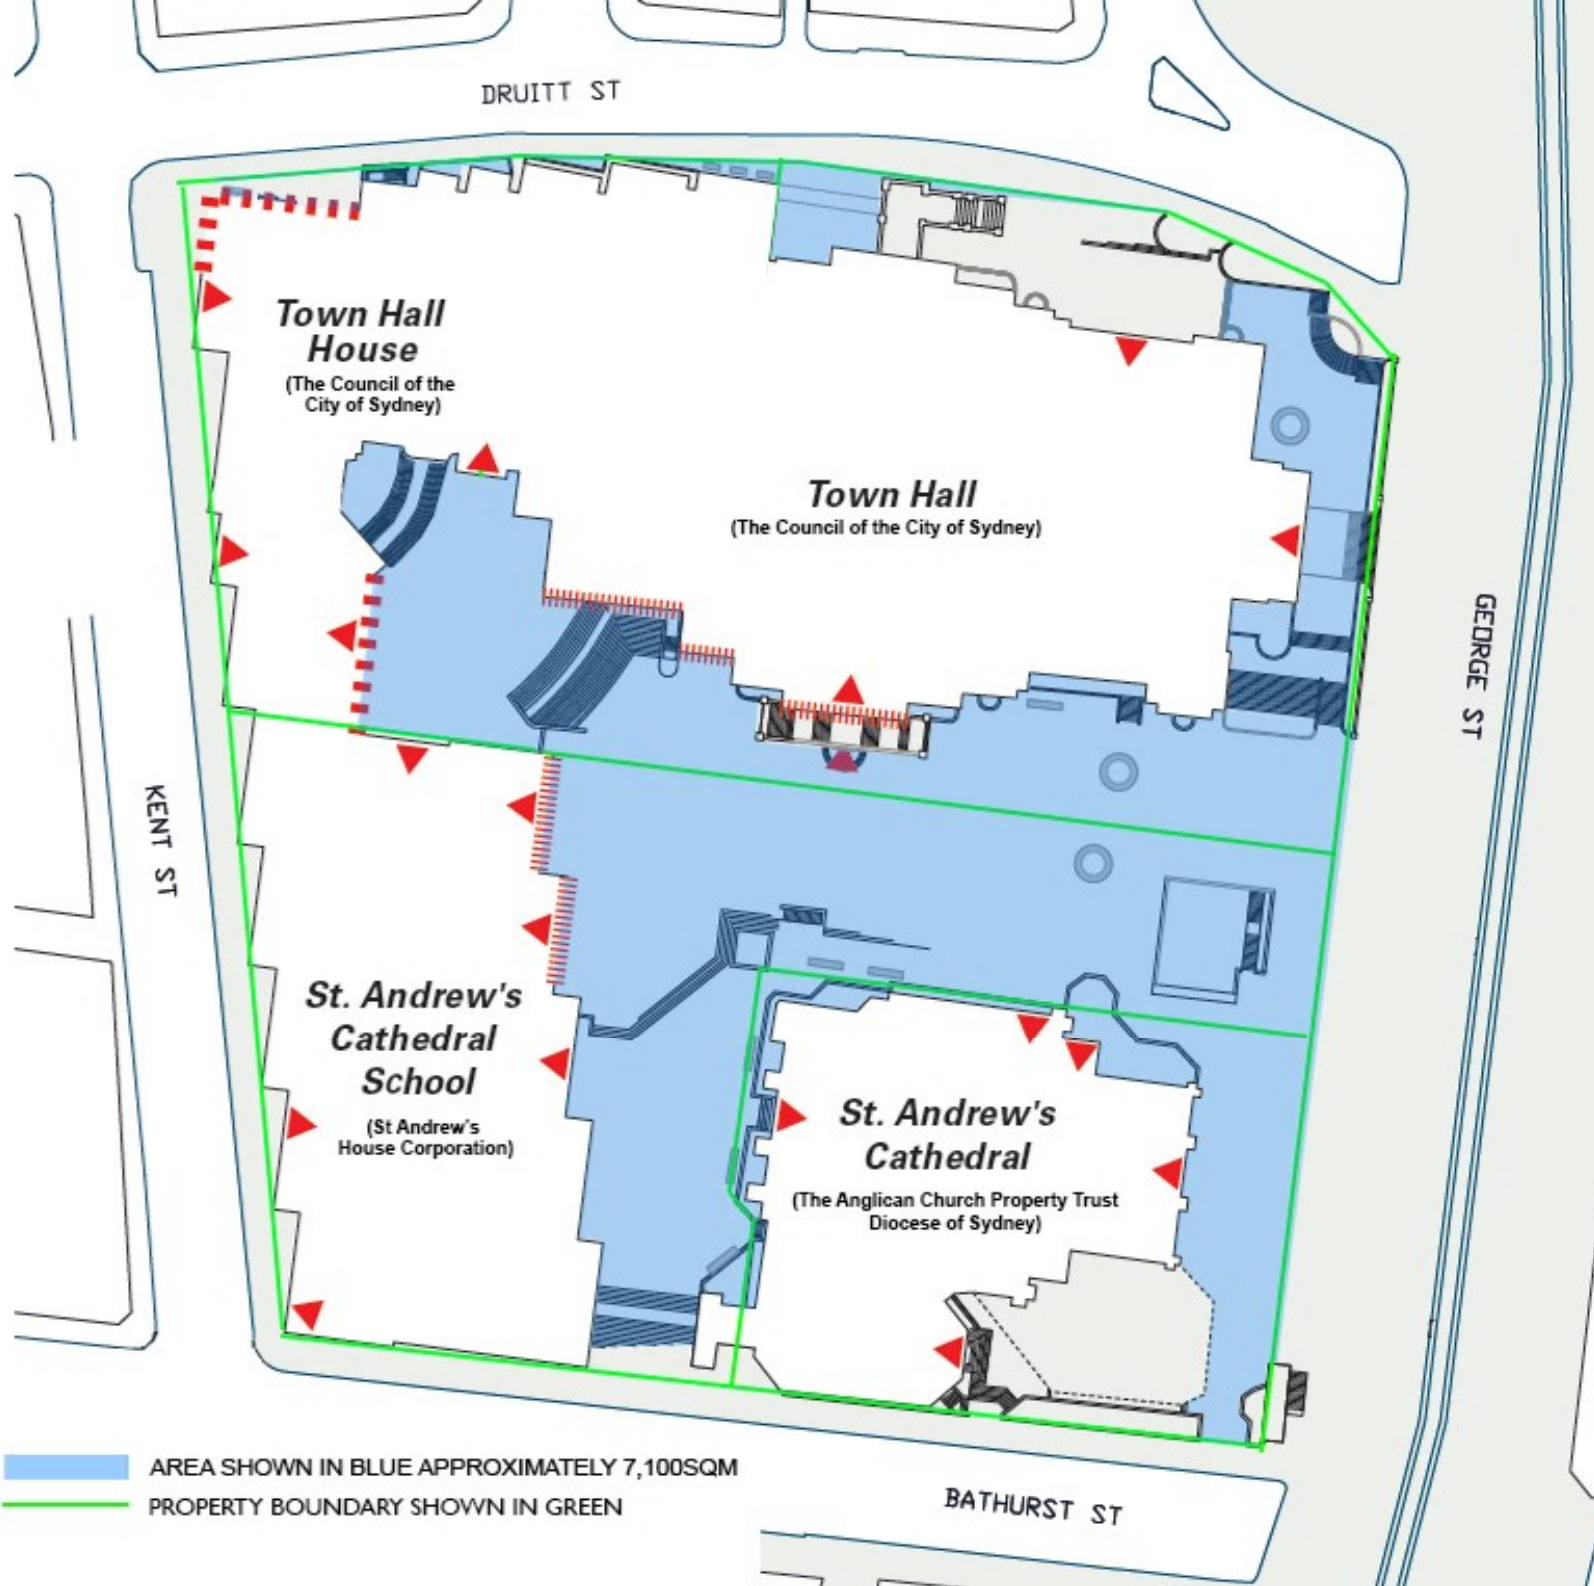 DRUITT ST
Town Hall
House
(The Council of the
City of Sydney)
Town Hall
(The Council of the City of Sydney)
GEORGE ST
KENT ST
St. Andrew's
Cathedral
School
(St Andrew's
House Corporation)
St. Andrew's
Cathedral
(The Anglican Church Property Trust
Diocese of Sydney)
AREA SHOWN IN BLUE APPROXIMATELY 7,100SQM
PROPERTY BOUNDARY SHOWN IN GREEN
BATHURST ST